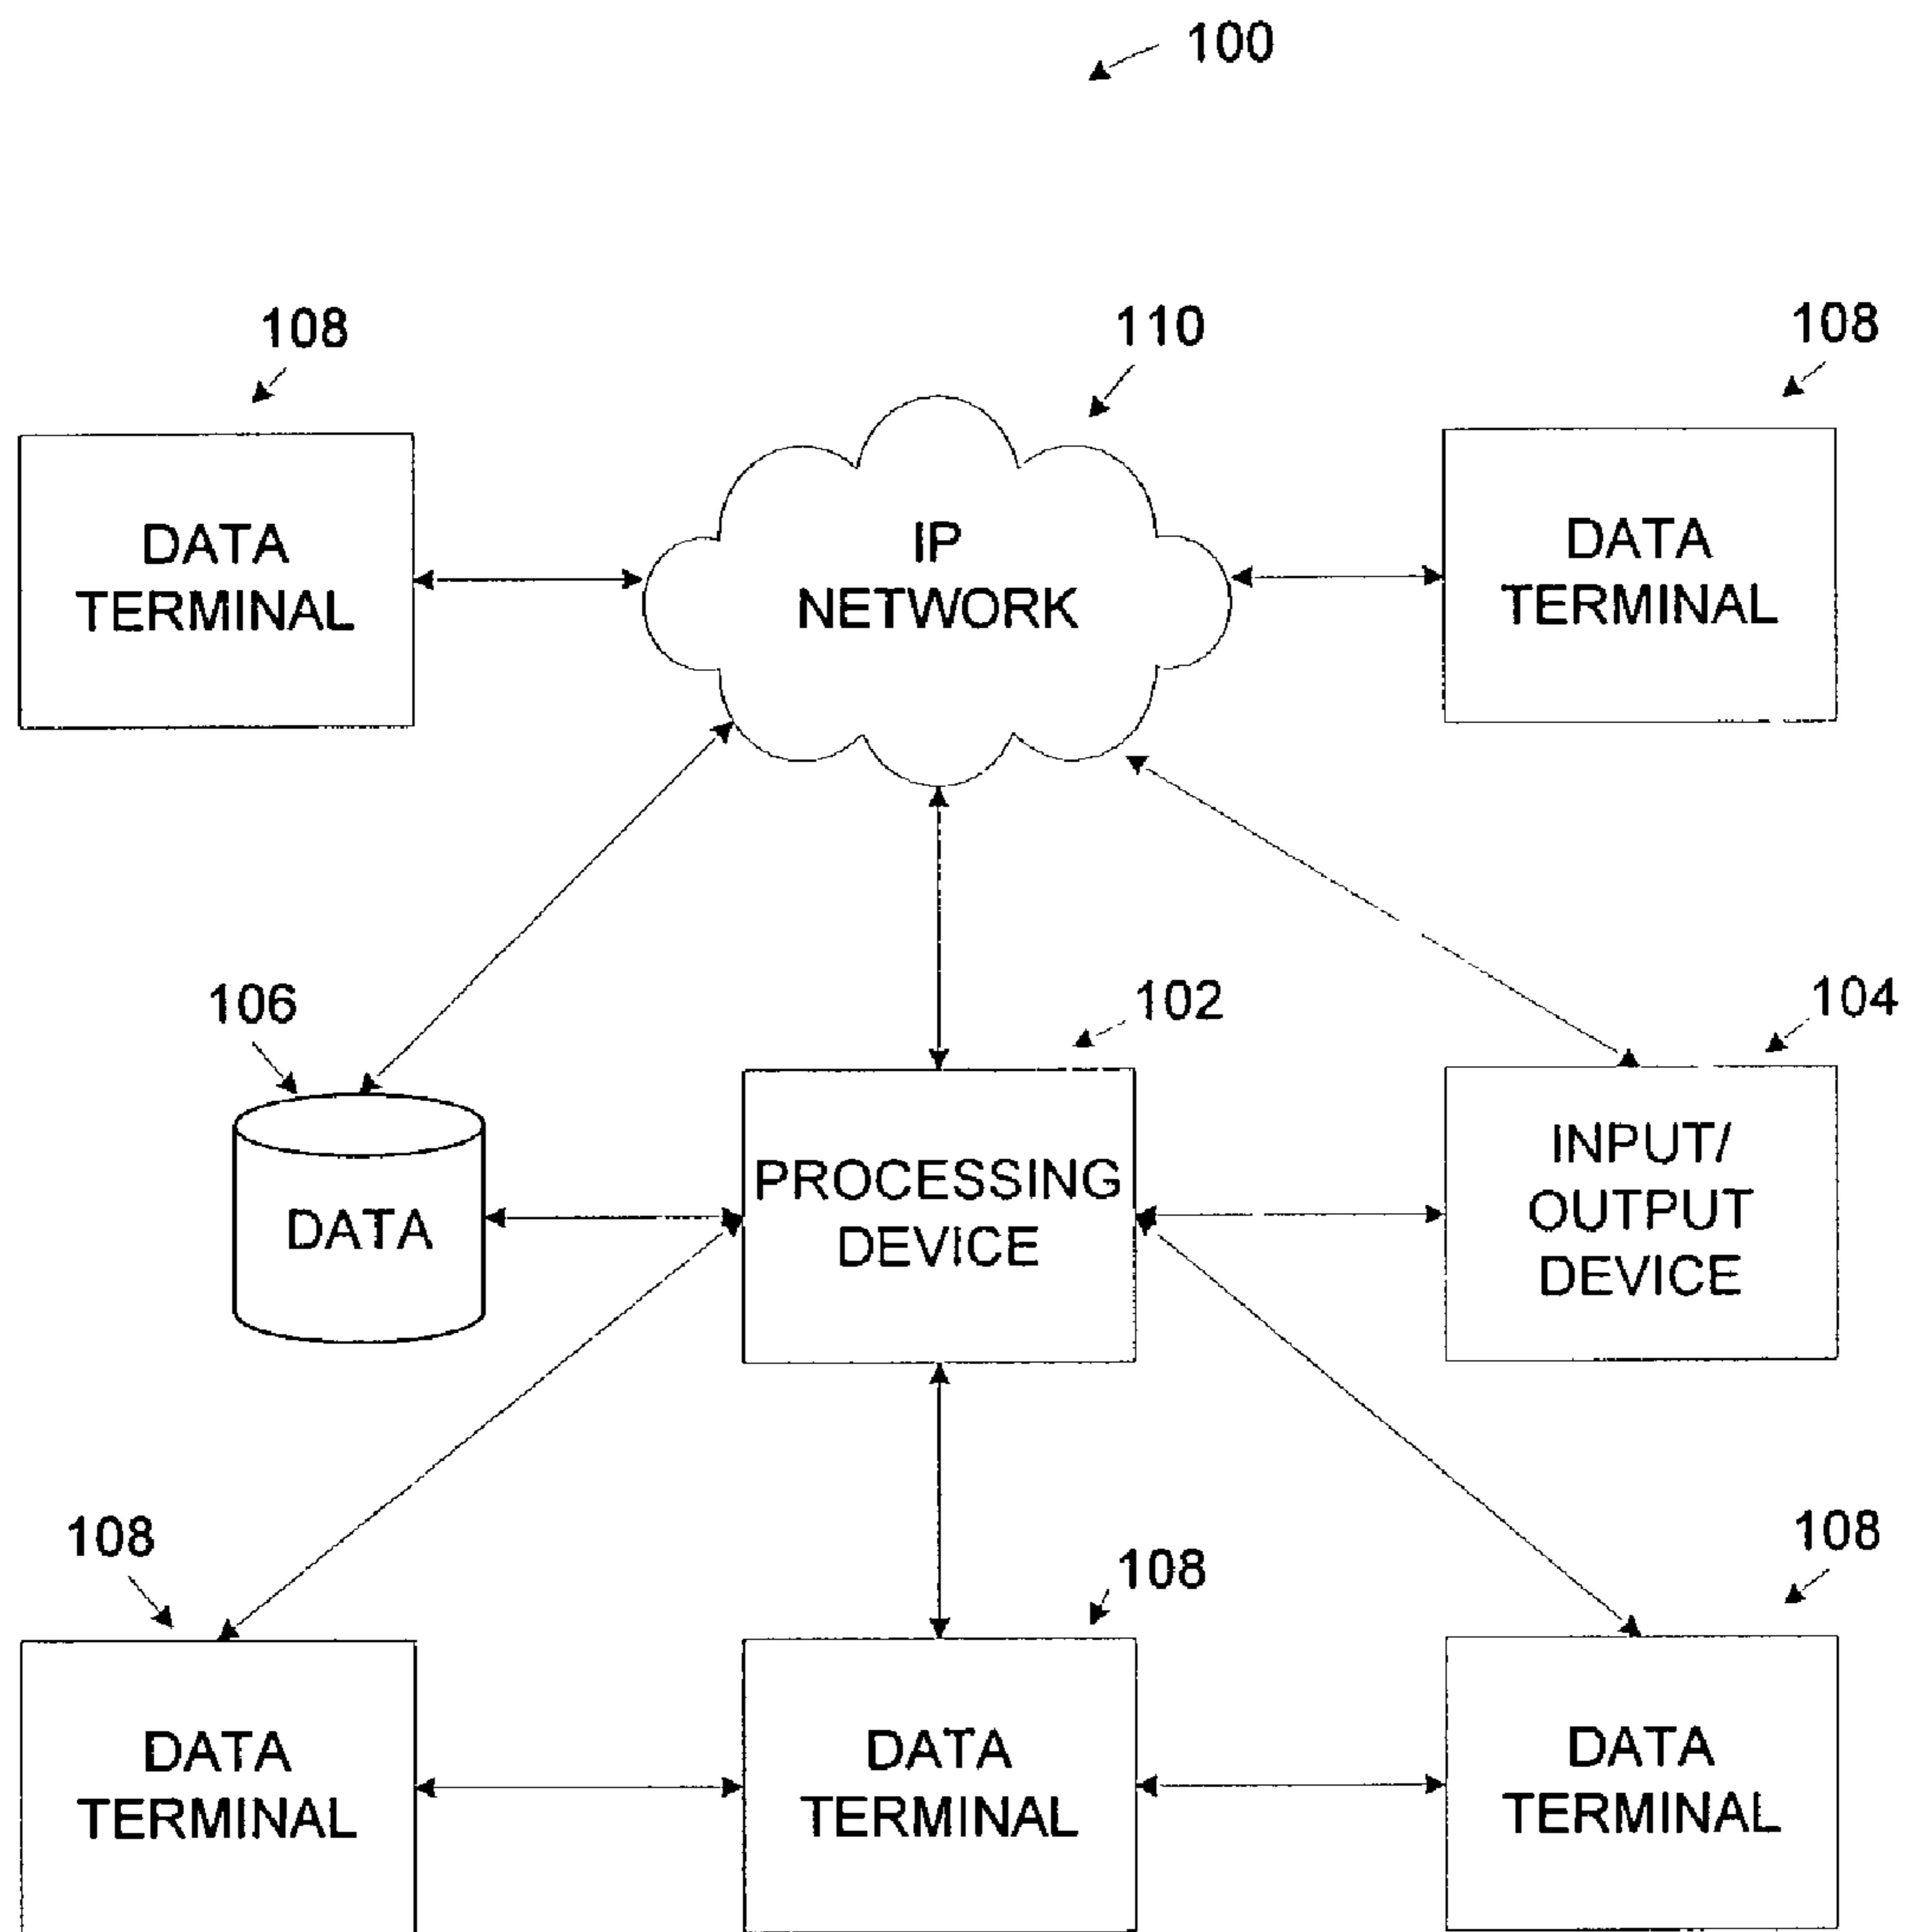 100
108
110
108
DATA
TERMINAL
IP
NETWORK
DATA
TERMINAL
106
102
104
DATA
PROCESSING
DEVICE
INPUT/
OUTPUT
DEVICE
108
108
108
DATA
TERMINAL
DATA
TERMINAL
DATA
TERMINAL